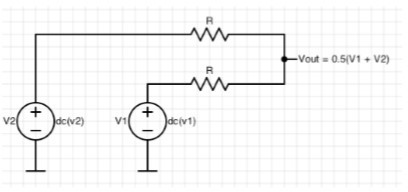 R
R
Vout = 0.5(V1 + V2)
V2
dc(v2)
V1
dc(v1)